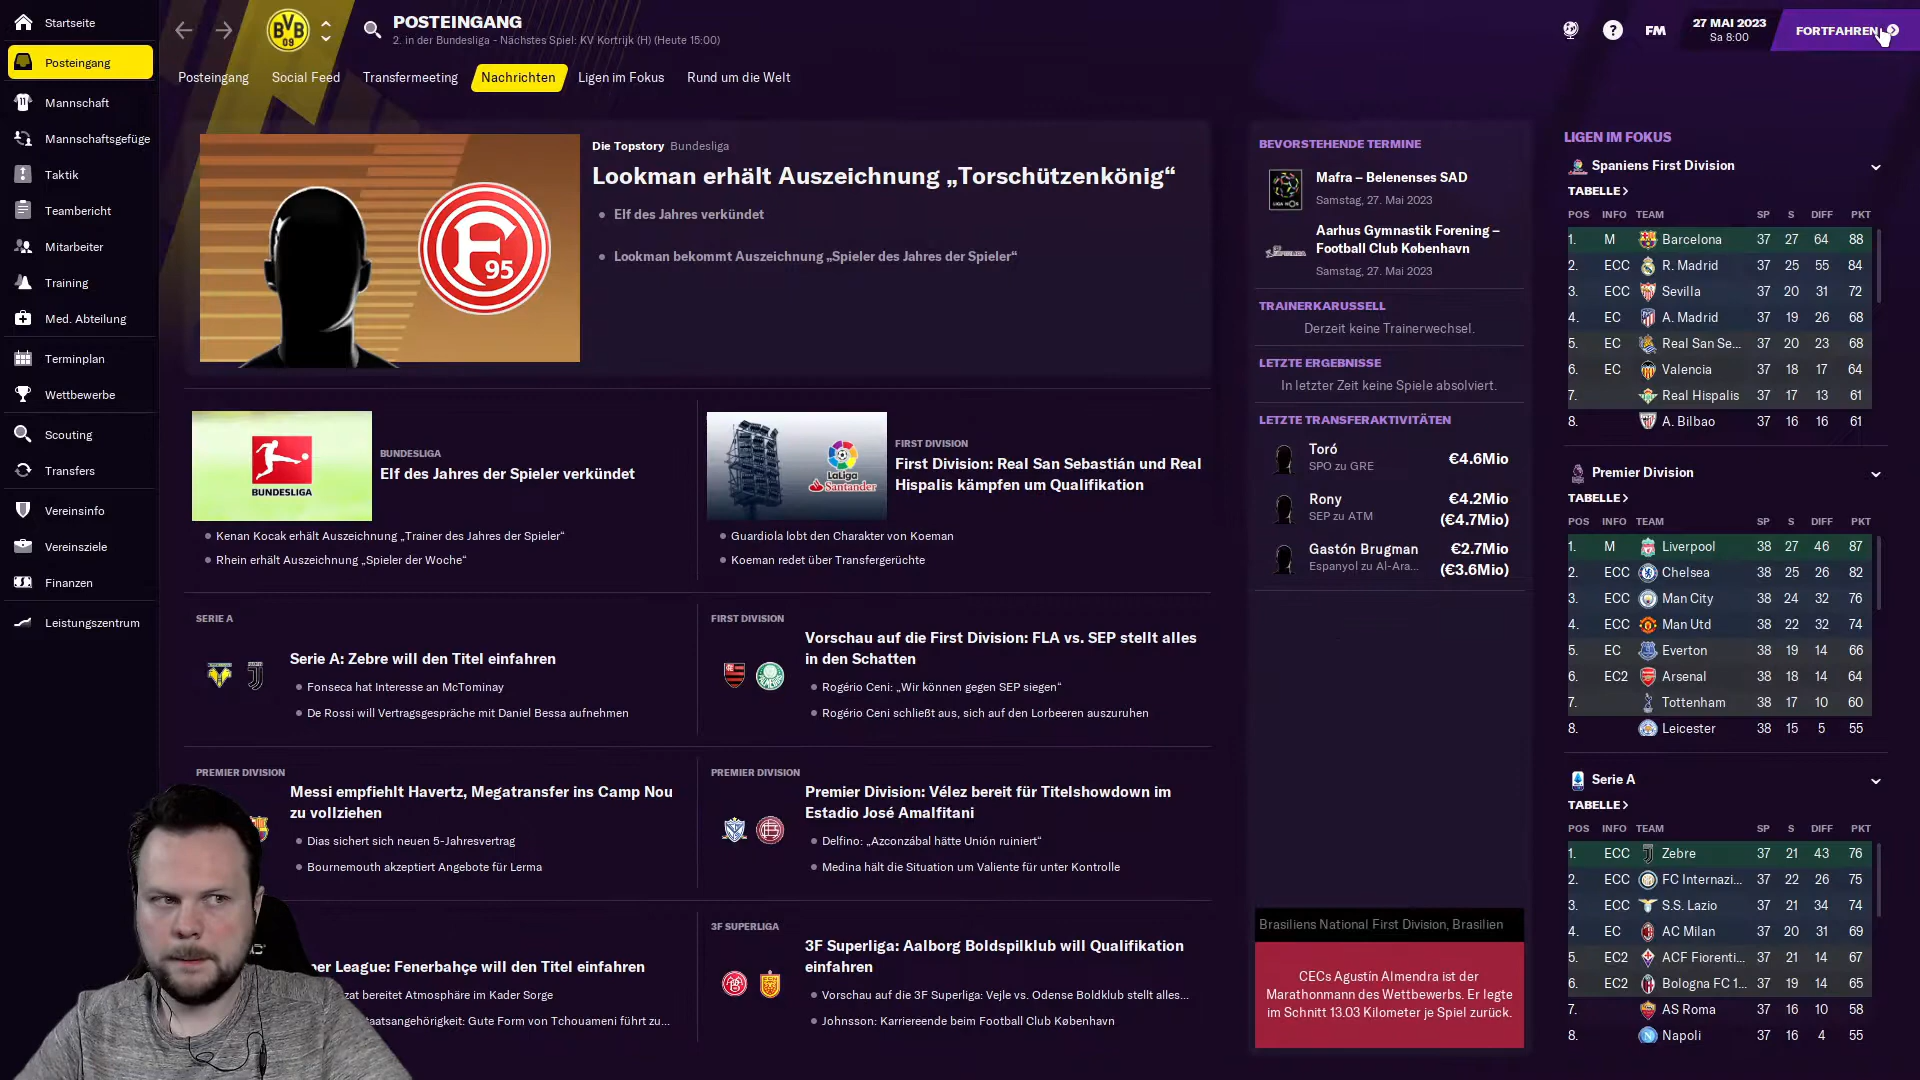 Startseite
Posteingang
Mannschaft
Mannschaftsgefüge
Taktik
Teambericht
Mitarbeiter
Training
Med. Abteilung
Terminplan
Wettbewerbe
Scouting
Transfers
Vereinsinfo
Vereinsziele
Finanzen
Leistungszentrum
BVB
09
POSTEINGANG
2. in der Bundesliga - Nächstes Spiel: KV Kortrijk (H) (Heute 15:00)
?
FM
27 MAI 2023
Sa 8:00
FORTFAHREN
Posteingang Social Feed Transfermeeting Nachrichten Ligen im Fokus Rund um die Welt
F 95
Die Topstory Bundesliga
Lookman erhält Auszeichnung „Torschützenkönig“
Elf des Jahres verkündet
Lookman bekommt Auszeichnung „Spieler des Jahres der Spieler“
BUNDESLIGA
BUNDESLIGA
Elf des Jahres der Spieler verkündet
Kenan Kocak erhält Auszeichnung „Trainer des Jahres der Spieler“
Rhein erhält Auszeichnung „Spieler der Woche“
LaLiga
Santander
FIRST DIVISION
First Division: Real San Sebastián und Real
Hispalis kämpfen um Qualifikation
Guardiola lobt den Charakter von Koeman
Koeman redet über Transfergerüchte
SERIE A
Serie A: Zebre will den Titel einfahren
Fonseca hat Interesse an McTominay
De Rossi will Vertragsgespräche mit Daniel Bessa aufnehmen
FIRST DIVISION
Vorschau auf die First Division: FLA vs. SEP stellt alles
in den Schatten
Rogério Ceni: „Wir können gegen SEP siegen“
Rogério Ceni schließt aus, sich auf den Lorbeeren auszuruhen
PREMIER DIVISION
Messi empfiehlt Havertz, Megatransfer ins Camp Nou
zu vollziehen
Dias sichert sich neuen 5-Jahresvertrag
Bournemouth akzeptiert Angebote für Lerma
PREMIER DIVISION
Premier Division: Vélez bereit für Titelshowdown im
Estadio José Amalfitani
Delfino: „Azconzábal hätte Unión ruiniert“
Medina hält die Situation um Valiente für unter Kontrolle
per League: Fenerbahçe will den Titel einfahren
zat bereitet Atmosphäre im Kader Sorge
taatsangehörigkeit: Gute Form von Tchouameni führt zu...
3F SUPERLIGA
3F Superliga: Aalborg Boldspilklub will Qualifikation
einfahren
Vorschau auf die 3F Superliga: Vejle vs. Odense Boldklub stellt alles...
Johnsson: Karriereende beim Football Club København
BEVORSTEHENDE TERMINE
Mafra – Belenenses SAD
Samstag, 27. Mai 2023
Aarhus Gymnastik Forening –
Football Club København
Samstag, 27. Mai 2023
TRAINERKARUSSELL
Derzeit keine Trainerwechsel.
LETZTE ERGEBNISSE
In letzter Zeit keine Spiele absolviert.
LETZTE TRANSFERAKTIVITÄTEN
Toró
SPO zu GRE
€4.6Mio
Rony
SEP zu ATM
€4.2Mio
(€4.7Mio)
Gastón Brugman
Espanyol zu Al-Ara...
€2.7Mio
(€3.6Mio)
Brasiliens National First Division, Brasilien
CECs Agustín Almendra ist der
Marathonmann des Wettbewerbs. Er legte
im Schnitt 13.03 Kilometer je Spiel zurück.
LIGEN IM FOKUS
Spaniens First Division
TABELLE
POS INFO TEAM SP S DIFF PKT
1. M Barcelona 37 27 64 88
2. ECC R. Madrid 37 25 55 84
3. ECC Sevilla 37 20 31 72
4. EC A. Madrid 37 19 26 68
5. EC Real San Se... 37 20 23 68
6. EC Valencia 37 18 17 64
7. Real Hispalis 37 17 13 61
8. A. Bilbao 37 16 16 61
Premier Division
TABELLE
POS INFO TEAM SP S DIFF PKT
1. M Liverpool 38 27 46 87
2. ECC Chelsea 38 25 26 82
3. ECC Man City 38 24 32 76
4. ECC Man Utd 38 22 32 74
5. EC Everton 38 19 14 66
6. EC2 Arsenal 38 18 14 64
7. Tottenham 38 17 10 60
8. Leicester 38 15 5 55
Serie A
TABELLE
POS INFO TEAM SP S DIFF PKT
1. ECC Zebre 37 21 43 76
2. ECC FC Internazi... 37 22 26 75
3. ECC S.S. Lazio 37 21 34 74
4. EC AC Milan 37 20 31 69
5. EC2 ACF Fiorenti... 37 21 14 67
6. EC2 Bologna FC 1... 37 19 14 65
7. AS Roma 37 16 10 58
8. Napoli 37 16 4 55